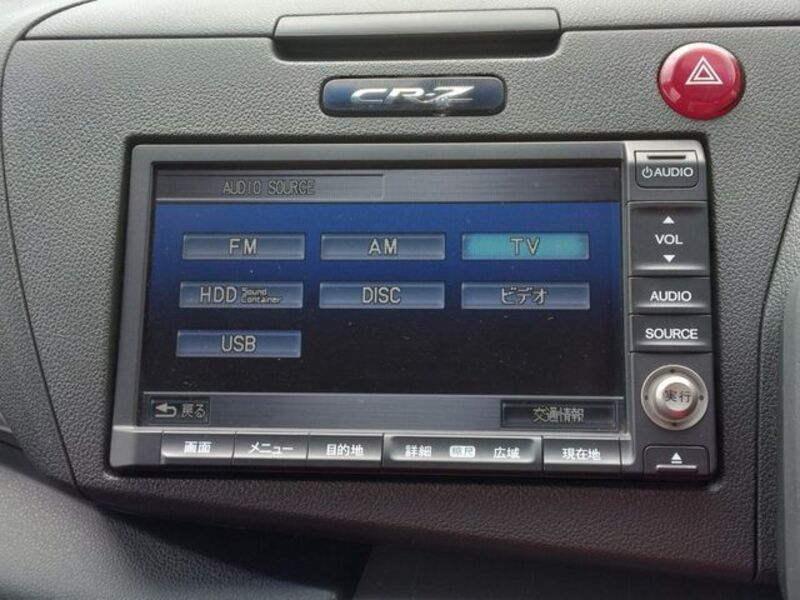 CR-Z
AUDIO SOURCE
AUDIO
FM AM TV
VOL
HDD Sound Container DISC ビデオ
AUDIO
USB
SOURCE
実行
戻る 交通情報
画面 メニュー 目的地 詳細 縮尺 広域 現在地